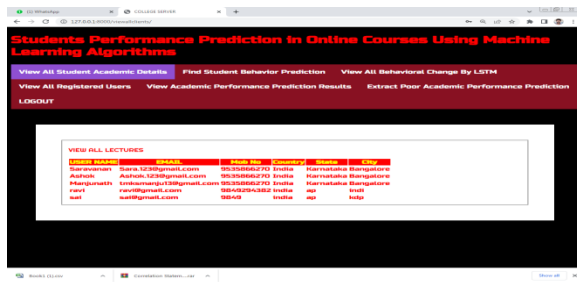 (1) WhatsApp
COLLEGE SERVER
127.0.0.1:8000/viewallclients/
Students Performance Prediction in Online Courses Using Machine
Learning Algorithms
View All Student Academic Details Find Student Behavior Prediction View All Behavioral Change By LSTM
View All Registered Users View Academic Performance Prediction Results Extract Poor Academic Performance Prediction
LOGOUT
VIEW ALL LECTURES
USER NAME EMAIL Mob No Country State City
Saravanan Sara.123@gmail.com 9535866270 India Karnataka Bangalore
Ashok Ashok.123@gmail.com 9535866270 India Karnataka Bangalore
Manjunath tmksmanju13@gmail.com 9535866270 India Karnataka Bangalore
ravi ravi@gmail.com 9849294382 india ap
sai sai@gmail.com 9849 india ap
Show all